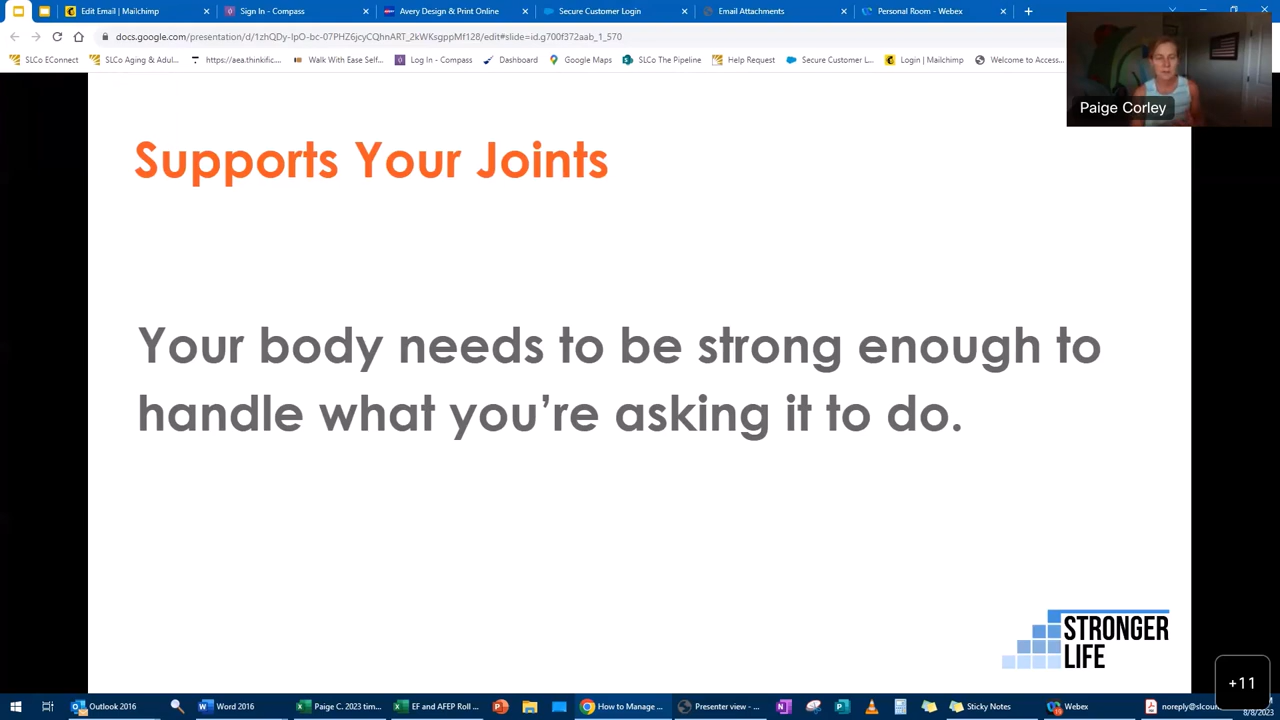 Edit Email | Mailchimp
Sign In - Compass
Avery Design & Print Online
Secure Customer Login
Email Attachments
Personal Room - Webex
docs.google.com/presentation/d/1zhQDy-IpO-bc-07PHZ6jcyCQhnART_2kWKsgppMf128/edit#slide=id.g700f372aab_1_570
SLCo EConnect
SLCo Aging & Adul...
https://aea.thinkific....
Walk With Ease Self...
Log In - Compass
Dashboard
Google Maps
SLCo The Pipeline
Help Request
Secure Customer L...
Login | Mailchimp
Welcome to Access...
Paige Corley
Supports Your Joints
Your body needs to be strong enough to
handle what you’re asking it to do.
STRONGER
LIFE
+11
Outlook 2016
Word 2016
Paige C. 2023 tim...
EF and AFEP Roll ...
How to Manage ...
Presenter view - ...
Sticky Notes
Webex
noreply@slcoun
8/8/2023